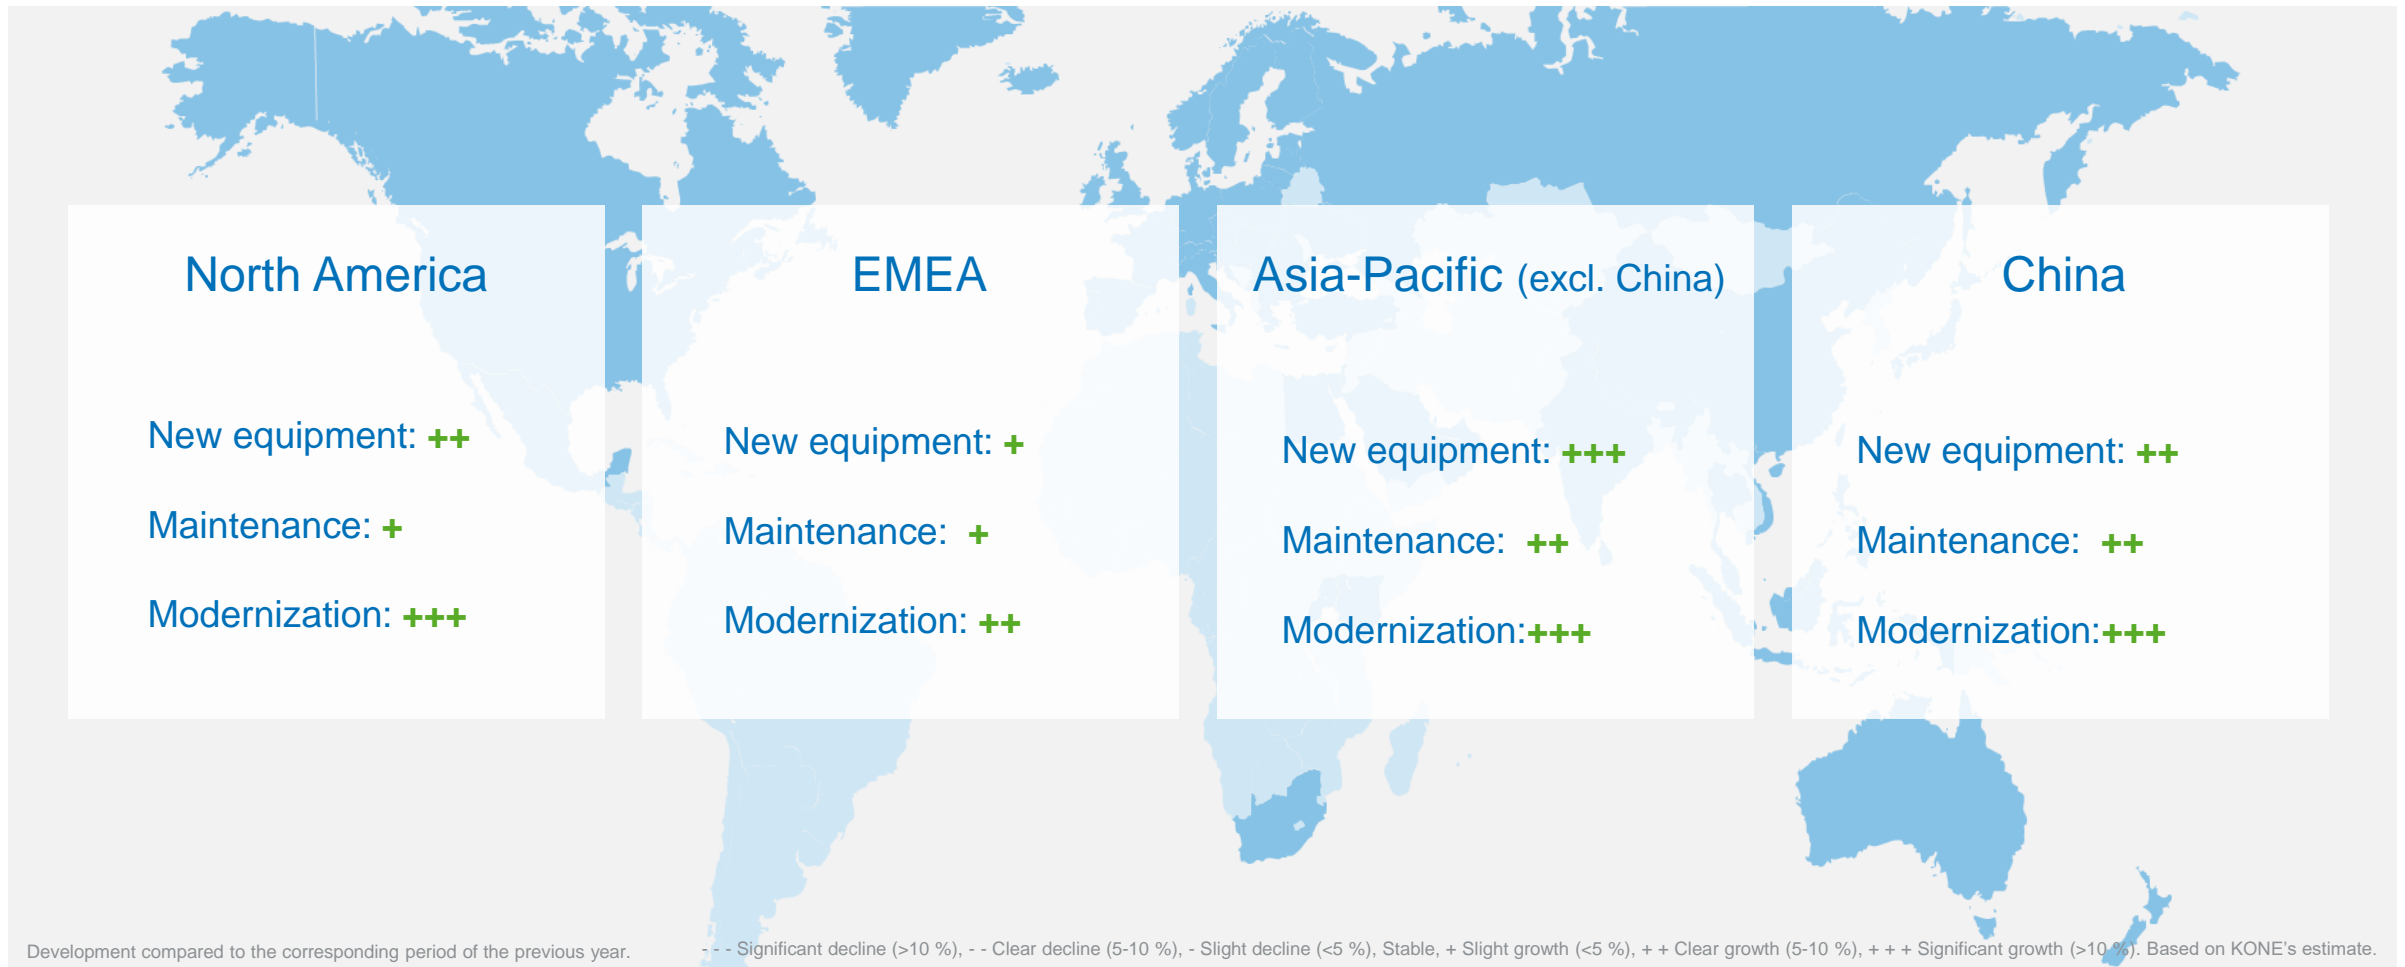 North America
New equipment: ++
Maintenance: +
Modernization: +++
EMEA
New equipment: +
Maintenance: +
Modernization: ++
Asia-Pacific (excl. China)
New equipment: +++
Maintenance: ++
Modernization:+++
China
New equipment: ++
Maintenance: ++
Modernization:+++
Development compared to the corresponding period of the previous year.
- - - Significant decline (>10 %), - - Clear decline (5-10 %), - Slight decline (<5 %), Stable, + Slight growth (<5 %), + + Clear growth (5-10 %), + + + Significant growth (>10 %). Based on KONE's estimate.